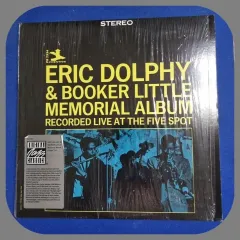 STEREO
ERIC DOLPHY
& BOOKER LITTLE
MEMORIAL ALBUM
RECORDED LIVE AT THE FIVE SPOT